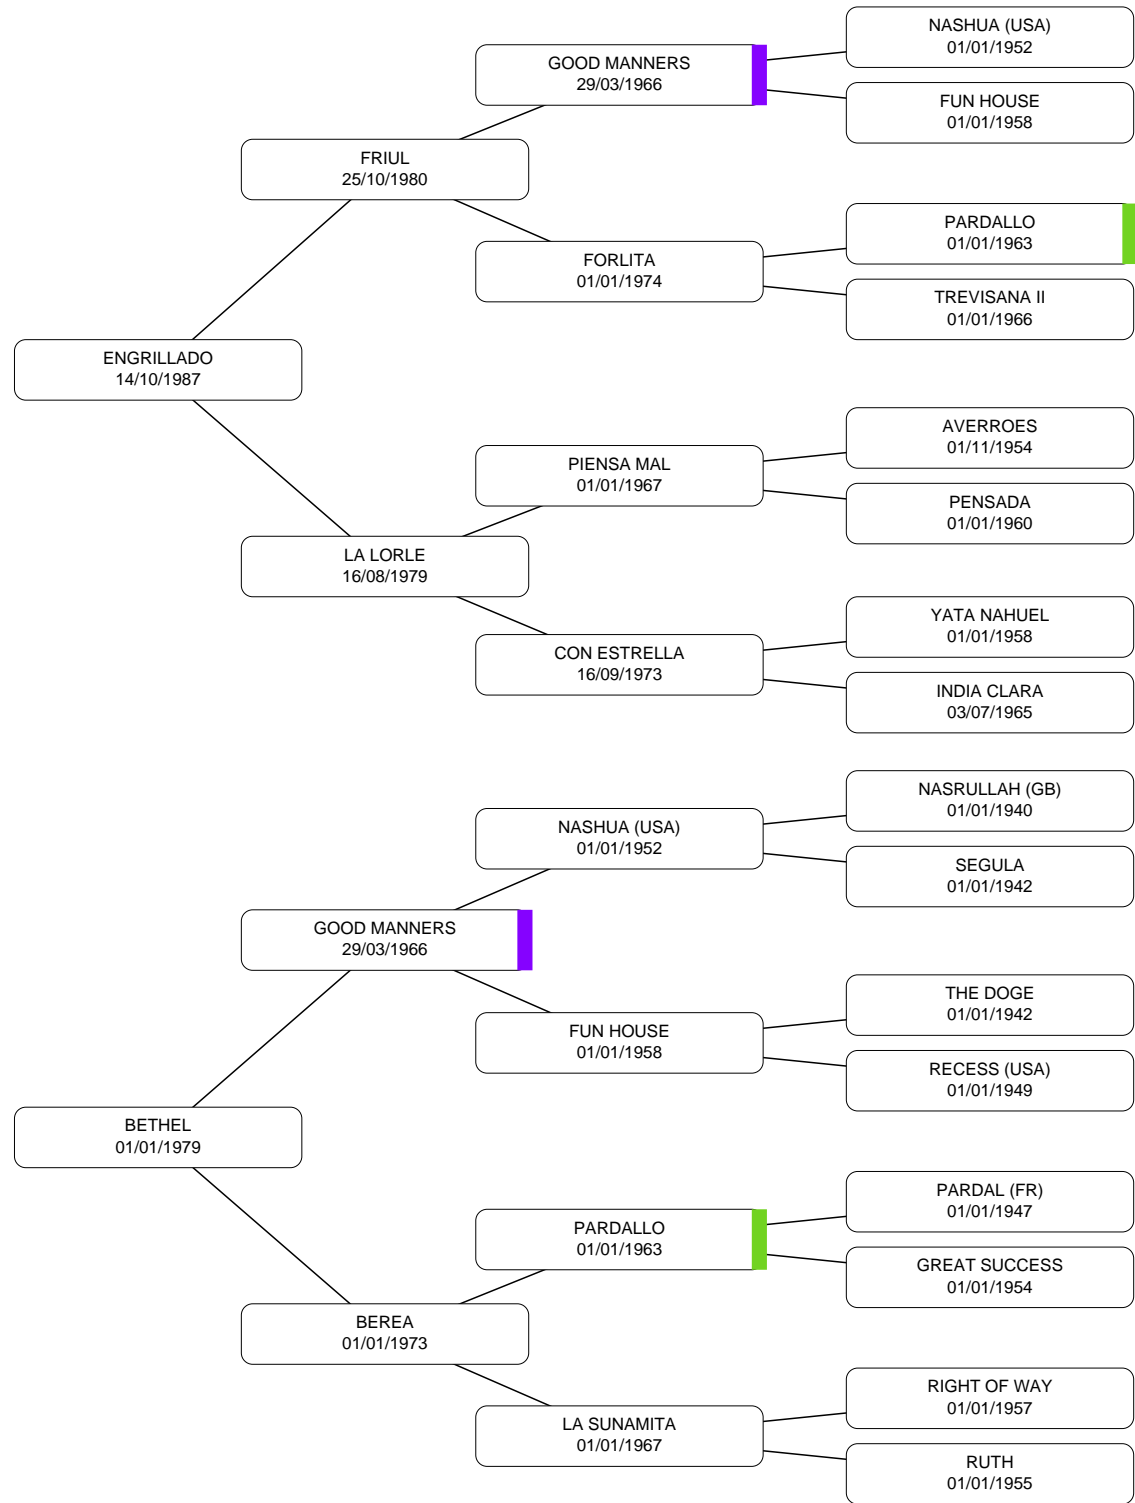 NASHUA (USA)
01/01/1952
GOOD MANNERS
29/03/1966
FUN HOUSE
01/01/1958
FRIUL
25/10/1980
PARDALLO
01/01/1963
FORLITA
01/01/1974
TREVISANA II
01/01/1966
ENGRILLADO
14/10/1987
AVERROES
01/11/1954
PIENSA MAL
01/01/1967
PENSADA
01/01/1960
LA LORLE
16/08/1979
YATA NAHUEL
01/01/1958
CON ESTRELLA
16/09/1973
INDIA CLARA
03/07/1965
NASRULLAH (GB)
01/01/1940
NASHUA (USA)
01/01/1952
SEGULA
01/01/1942
GOOD MANNERS
29/03/1966
THE DOGE
01/01/1942
FUN HOUSE
01/01/1958
RECESS (USA)
01/01/1949
BETHEL
01/01/1979
PARDAL (FR)
01/01/1947
PARDALLO
01/01/1963
GREAT SUCCESS
01/01/1954
BEREA
01/01/1973
RIGHT OF WAY
01/01/1957
LA SUNAMITA
01/01/1967
RUTH
01/01/1955